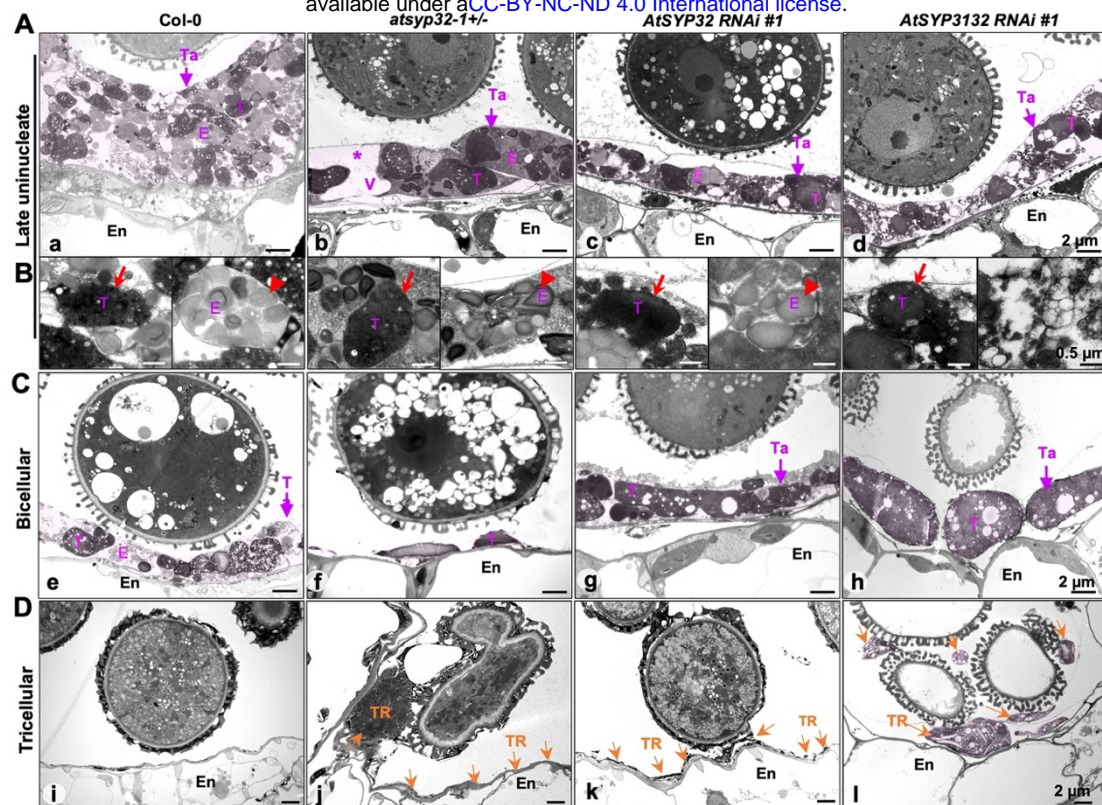 available under aCC-BY-NC-ND 4.0 International license.
Col-0 atsyp32-1+/- AtSYP32 RNAi #1 AtSYP3132 RNAi #1
A
Late uninucleate
Ta T E En a
Ta * E V T En b
Ta E T En c
Ta T En d 2 μm
B
T E T E T E T 0.5 μm
C
Bicellular
T T E En e
T En f
Ta T En g
Ta T En h 2 μm
D
Tricellular
En i
TR TR En j
TR TR En k
TR En l 2 μm